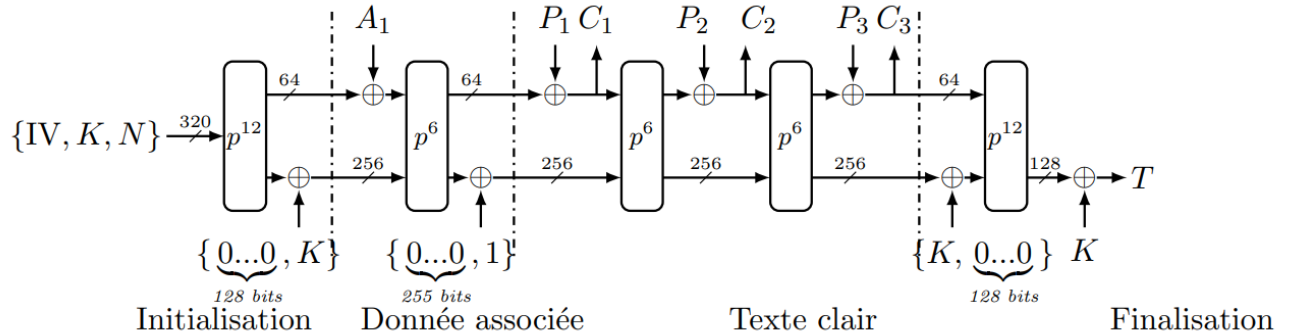 A₁ P₁ C₁ P₂ C₂ P₃ C₃
64 64 64
{IV, K, N} 320 p¹² p⁶ p⁶ p⁶ p¹²
256 256 256 256 128 T
{0...0, K} {0...0, 1} {K, 0...0} K
128 bits 255 bits 128 bits
Initialisation Donnée associée Texte clair Finalisation